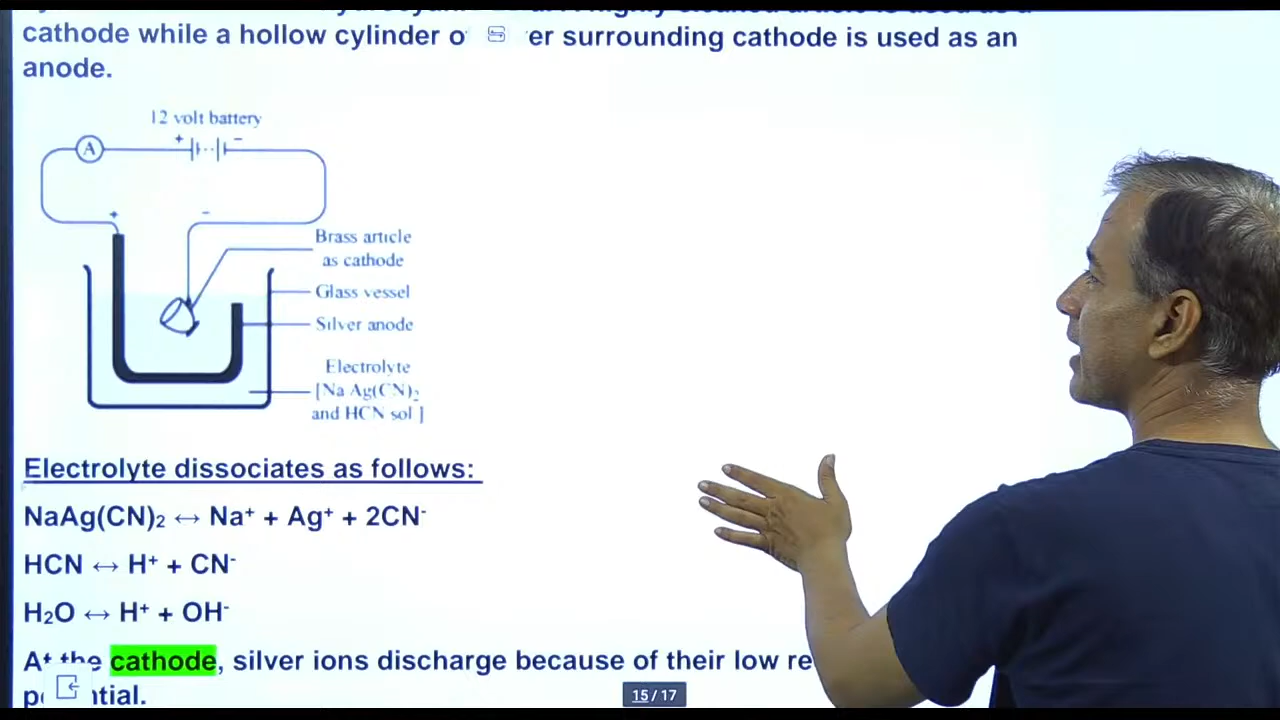 cathode while a hollow cylinder o er surrounding cathode is used as an
anode.
12 volt battery
+ −
A
+ −
Brass article
as cathode
Glass vessel
Silver anode
Electrolyte
[Na Ag(CN)₂
and HCN sol ]
Electrolyte dissociates as follows:
NaAg(CN)₂ ↔ Na⁺ + Ag⁺ + 2CN⁻
HCN ↔ H⁺ + CN⁻
H₂O ↔ H⁺ + OH⁻
At the cathode, silver ions discharge because of their low re
ntial.
15 / 17